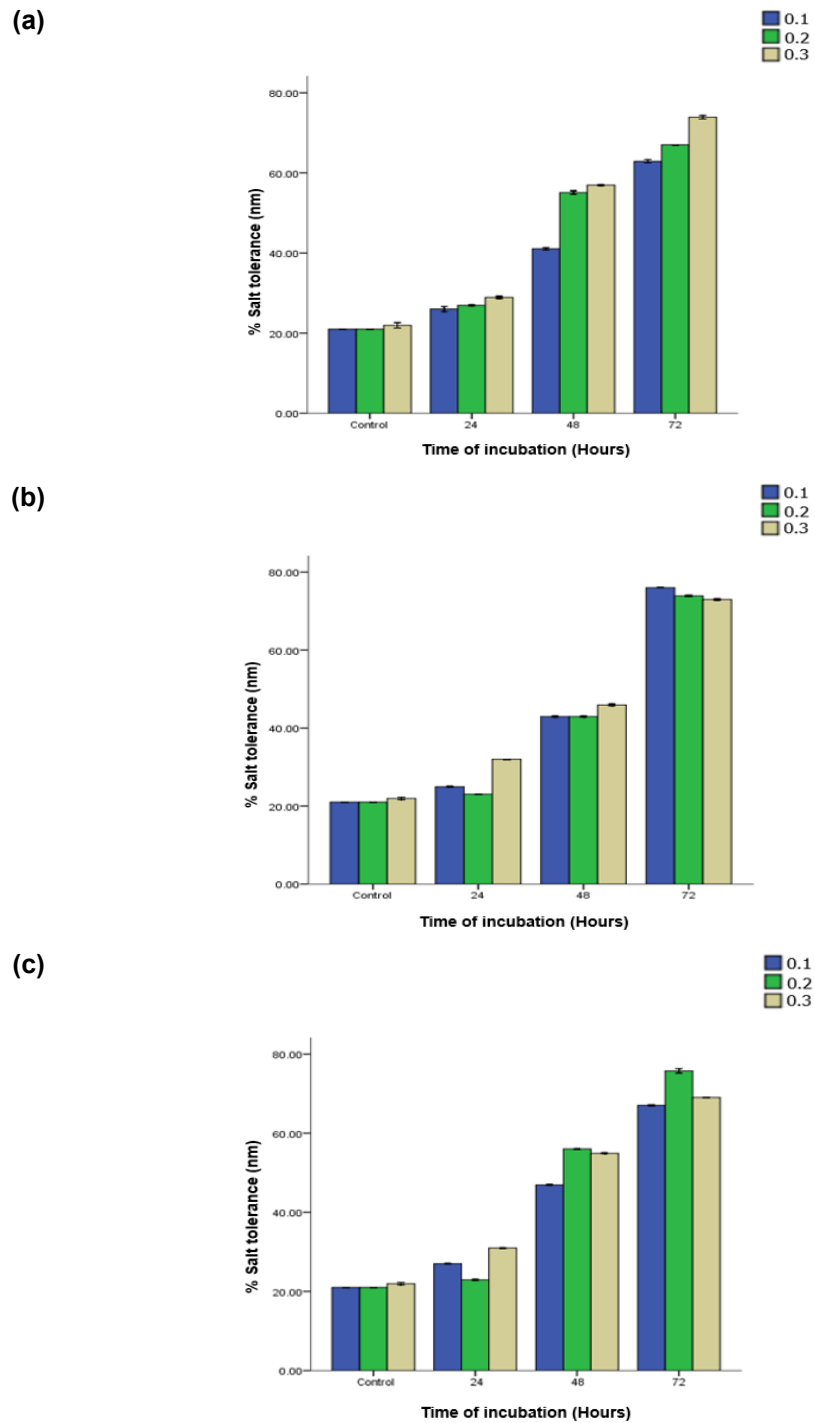 (a)
0.1
0.2
0.3
80.00
60.00
40.00
20.00
0.00
% Salt tolerance (nm)
Control 24 48 72
Time of incubation (Hours)
(b)
0.1
0.2
0.3
80.00
60.00
40.00
20.00
0.00
% Salt tolerance (nm)
Control 24 48 72
Time of incubation (Hours)
(c)
0.1
0.2
0.3
80.00
60.00
40.00
20.00
0.00
% Salt tolerance (nm)
Control 24 48 72
Time of incubation (Hours)